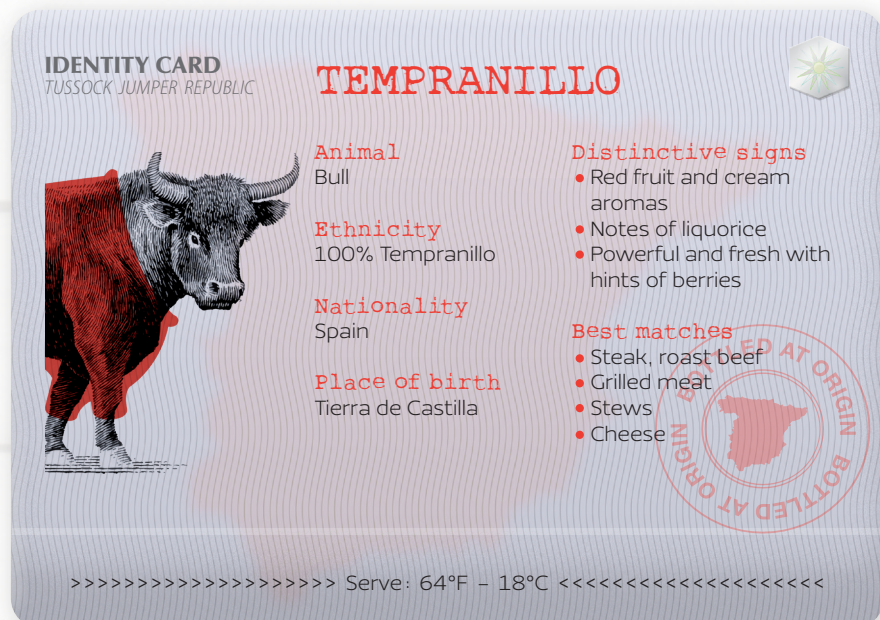 IDENTITY CARD
TUSSOCK JUMPER REPUBLIC
TEMPRANILLO
Animal
Bull
Ethnicity
100% Tempranillo
Nationality
Spain
Place of birth
Tierra de Castilla
Distinctive signs
• Red fruit and cream
aromas
• Notes of liquorice
• Powerful and fresh with
hints of berries
Best matches
• Steak, roast beef
• Grilled meat
• Stews
• Cheese
BOTTLED AT ORIGIN
BOTTLED AT ORIGIN
>>>>>>>>>>>>>>>>>>>> Serve: 64°F – 18°C <<<<<<<<<<<<<<<<<<<<